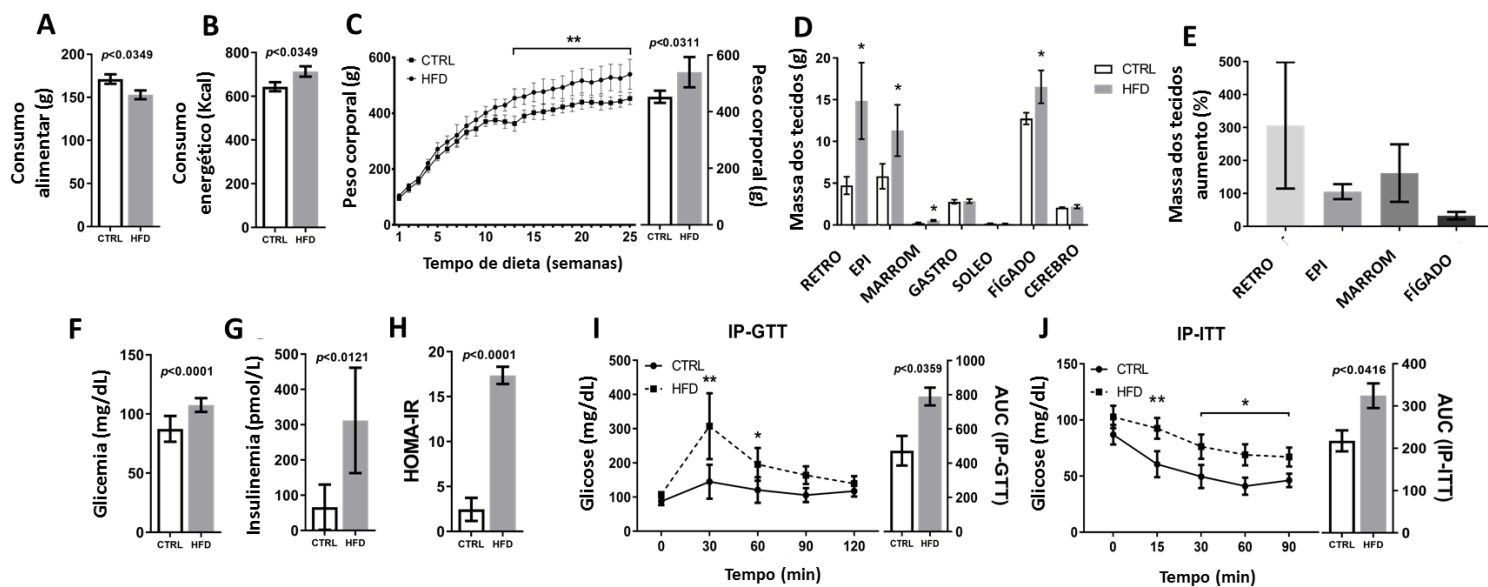 A
p<0.0349
Consumo
alimentar (g)
200
150
100
50
0
CTRL HFD
B
p<0.0349
Consumo
energético (Kcal)
800
600
400
200
0
CTRL HFD
C
**
CTRL
HFD
Peso corporal (g)
600
400
200
0
1 5 10 15 20 25
Tempo de dieta (semanas)
p<0.0311
600
400
200
0
Peso corporal (g)
CTRL HFD
D
CTRL
HFD
Massa dos tecidos (g)
20
15
10
5
0
* * * *
RETRO
EPI
MARROM
GASTRO
SOLEO
FÍGADO
CEREBRO
E
Massa dos tecidos
aumento (%)
500
400
300
200
100
0
RETRO
EPI
MARROM
FÍGADO
F
p<0.0001
Glicemia (mg/dL)
150
100
50
0
CTRL HFD
G
p<0.0121
Insulinemia (pmol/L)
500
400
300
200
100
0
CTRL HFD
H
p<0.0001
HOMA-IR
20
15
10
5
0
CTRL HFD
I
IP-GTT
CTRL
HFD
Glicose (mg/dL)
500
400
300
200
100
0
** *
0 30 60 90 120
Tempo (min)
p<0.0359
1000
800
600
400
200
0
AUC (IP-GTT)
CTRL HFD
J
IP-ITT
CTRL
HFD
Glicose (mg/dL)
150
100
50
0
** *
0 15 30 60 90
Tempo (min)
p<0.0416
400
300
200
100
0
AUC (IP-ITT)
CTRL HFD